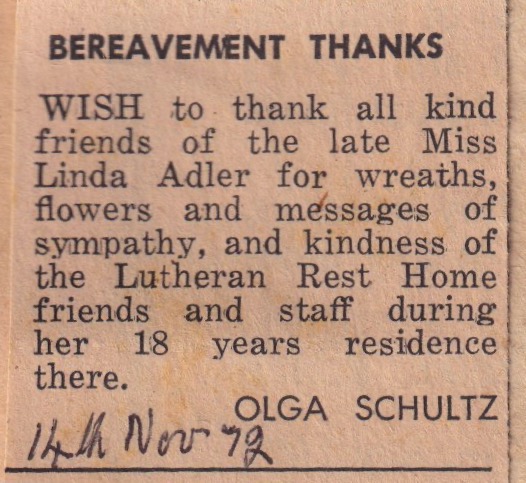 BEREAVEMENT THANKS
WISH to thank all kind
friends of the late Miss
Linda Adler for wreaths,
flowers and messages of
sympathy, and kindness of
the Lutheran Rest Home
friends and staff during
her 18 years residence
there.
OLGA SCHULTZ
14th Nov 72